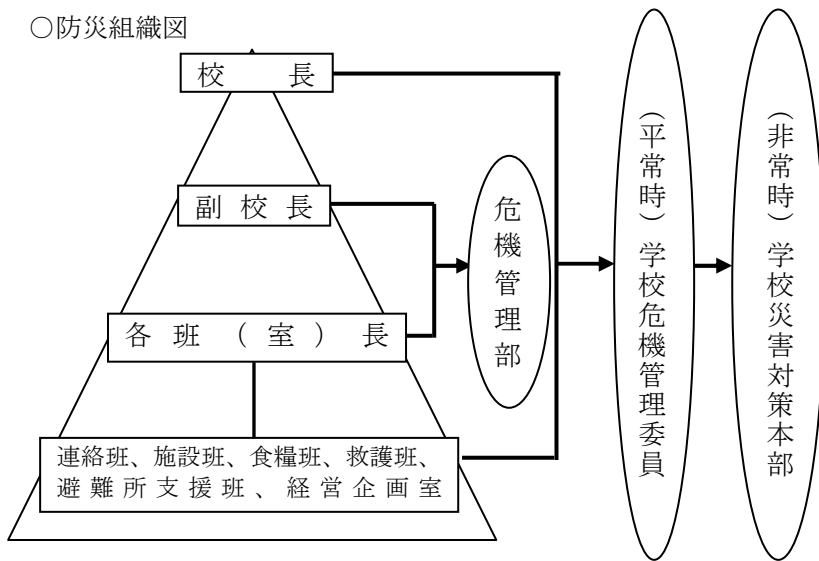 ○防災組織図
校長
副校長
各班(室)長
連絡班、施設班、食糧班、救護班、
避難所支援班、経営企画室
危機管理部
(平常時)学校危機管理委員
(非常時)学校災害対策本部